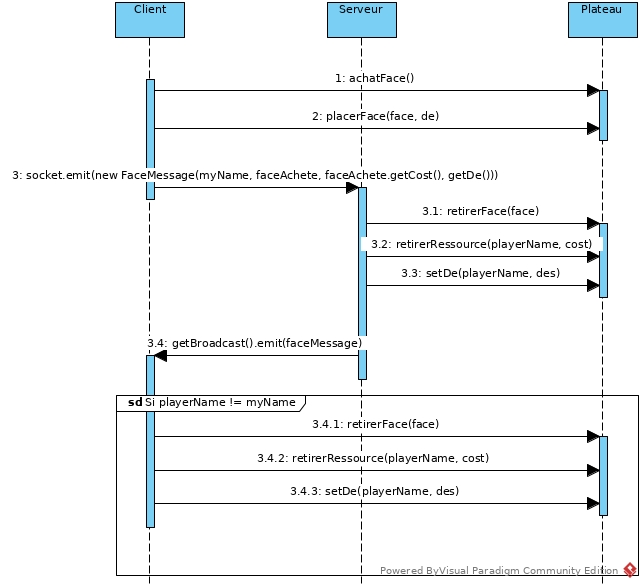 Client
Serveur
Plateau
1: achatFace()
2: placerFace(face, de)
3: socket.emit(new FaceMessage(myName, faceAchete, faceAchete.getCost(), getDe()))
3.1: retirerFace(face)
3.2: retirerRessource(playerName, cost)
3.3: setDe(playerName, des)
3.4: getBroadcast().emit(faceMessage)
sd Si playerName != myName
3.4.1: retirerFace(face)
3.4.2: retirerRessource(playerName, cost)
3.4.3: setDe(playerName, des)
Powered ByVisual Paradigm Community Edition